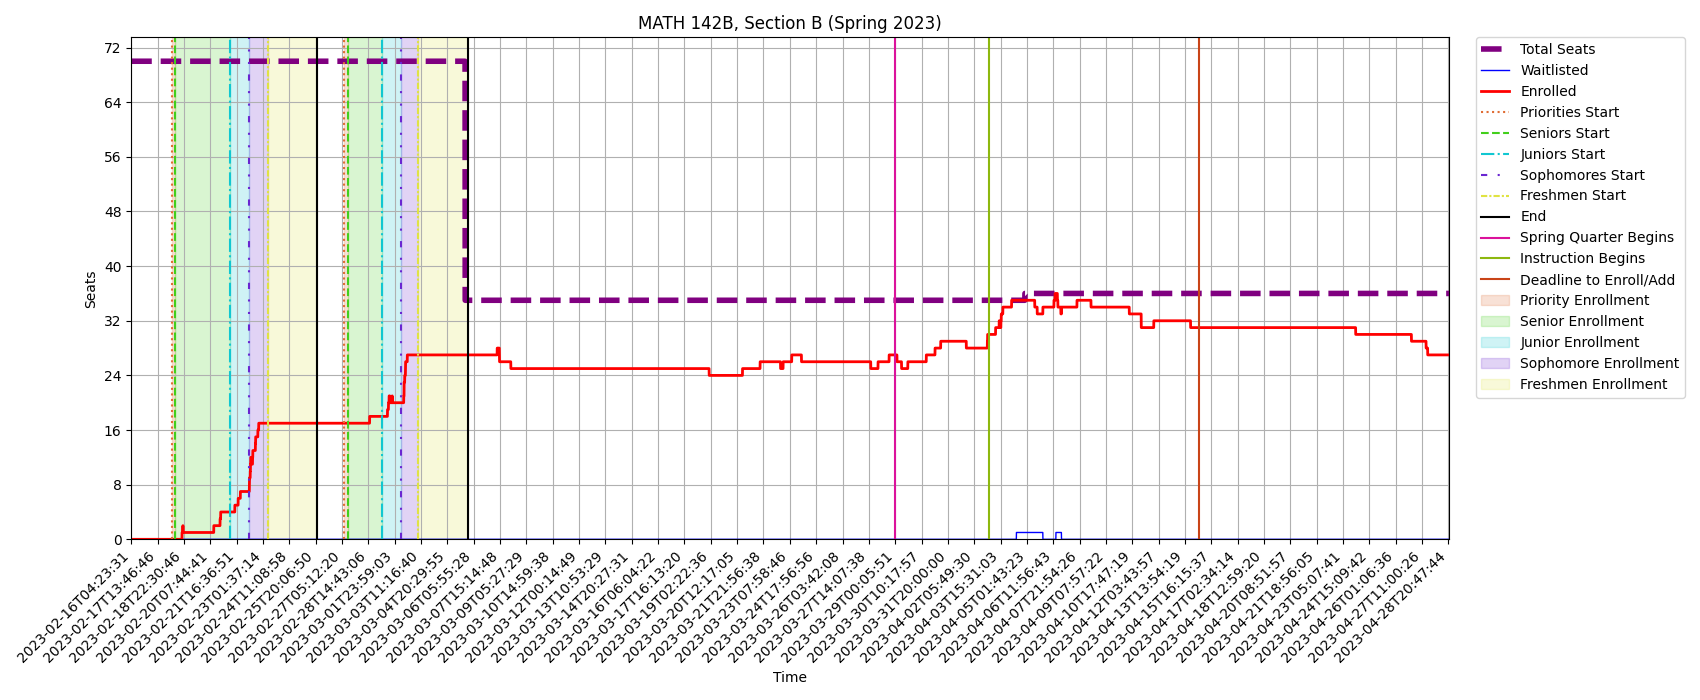 MATH 142B, Section B (Spring 2023)
Seats
72
64
56
48
40
32
24
16
8
0
2023-02-16T04:23:31
2023-02-17T13:46:46
2023-02-18T22:30:46
2023-02-20T07:44:41
2023-02-21T16:36:51
2023-02-23T01:37:14
2023-02-24T11:08:58
2023-02-25T20:06:50
2023-02-27T05:12:20
2023-02-28T14:43:06
2023-03-01T23:59:03
2023-03-03T11:16:40
2023-03-04T20:29:55
2023-03-06T05:55:28
2023-03-07T15:14:48
2023-03-09T05:27:29
2023-03-10T14:59:38
2023-03-12T00:14:49
2023-03-13T10:53:29
2023-03-14T20:27:31
2023-03-16T06:04:22
2023-03-17T16:13:20
2023-03-19T02:22:36
2023-03-20T12:17:05
2023-03-21T21:56:38
2023-03-23T07:58:46
2023-03-24T17:56:56
2023-03-26T03:42:08
2023-03-27T14:07:38
2023-03-29T00:05:51
2023-03-30T10:17:57
2023-03-31T20:00:00
2023-04-02T05:49:30
2023-04-03T15:31:03
2023-04-05T01:43:23
2023-04-06T11:56:43
2023-04-07T21:54:26
2023-04-09T07:57:22
2023-04-10T17:47:19
2023-04-12T03:43:57
2023-04-13T13:54:19
2023-04-15T16:15:37
2023-04-17T02:34:14
2023-04-18T12:59:20
2023-04-20T08:51:57
2023-04-21T18:56:05
2023-04-23T05:07:41
2023-04-24T15:09:42
2023-04-26T01:06:36
2023-04-27T11:00:26
2023-04-28T20:47:44
Time
Total Seats
Waitlisted
Enrolled
Priorities Start
Seniors Start
Juniors Start
Sophomores Start
Freshmen Start
End
Spring Quarter Begins
Instruction Begins
Deadline to Enroll/Add
Priority Enrollment
Senior Enrollment
Junior Enrollment
Sophomore Enrollment
Freshmen Enrollment